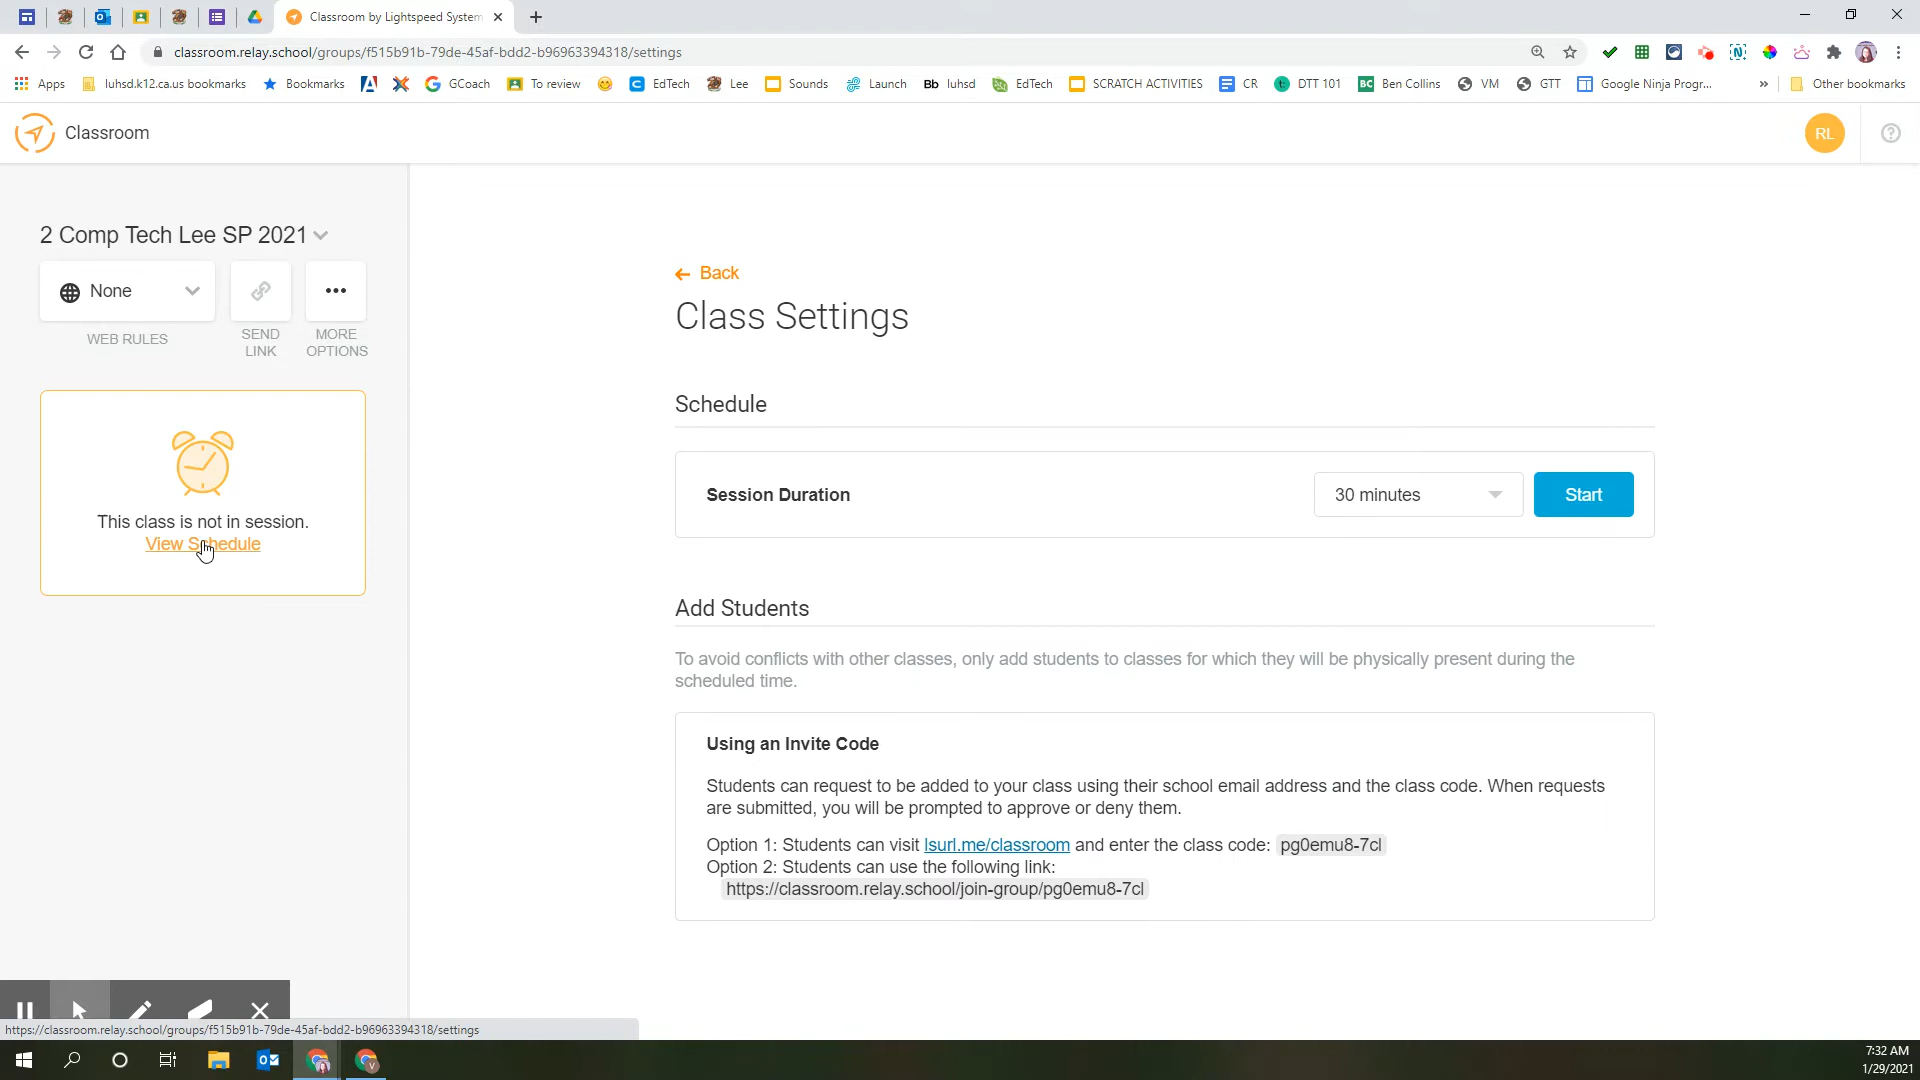 Classroom by Lightspeed System
classroom.relay.school/groups/f515b91b-79de-45af-bdd2-b96963394318/settings
Apps luhsd.k12.ca.us bookmarks Bookmarks GCoach To review EdTech Lee Sounds Launch Bb luhsd EdTech SCRATCH ACTIVITIES CR DTT 101 BC Ben Collins VM GTT Google Ninja Progr... » Other bookmarks
Classroom
RL
2 Comp Tech Lee SP 2021
None
WEB RULES
SEND
LINK
MORE
OPTIONS
This class is not in session.
View Schedule
Back
Class Settings
Schedule
Session Duration
30 minutes
Start
Add Students
To avoid conflicts with other classes, only add students to classes for which they will be physically present during the
scheduled time.
Using an Invite Code
Students can request to be added to your class using their school email address and the class code. When requests
are submitted, you will be prompted to approve or deny them.
Option 1: Students can visit lsurl.me/classroom and enter the class code: pg0emu8-7cl
Option 2: Students can use the following link:
https://classroom.relay.school/join-group/pg0emu8-7cl
https://classroom.relay.school/groups/f515b91b-79de-45af-bdd2-b96963394318/settings
7:32 AM
1/29/2021